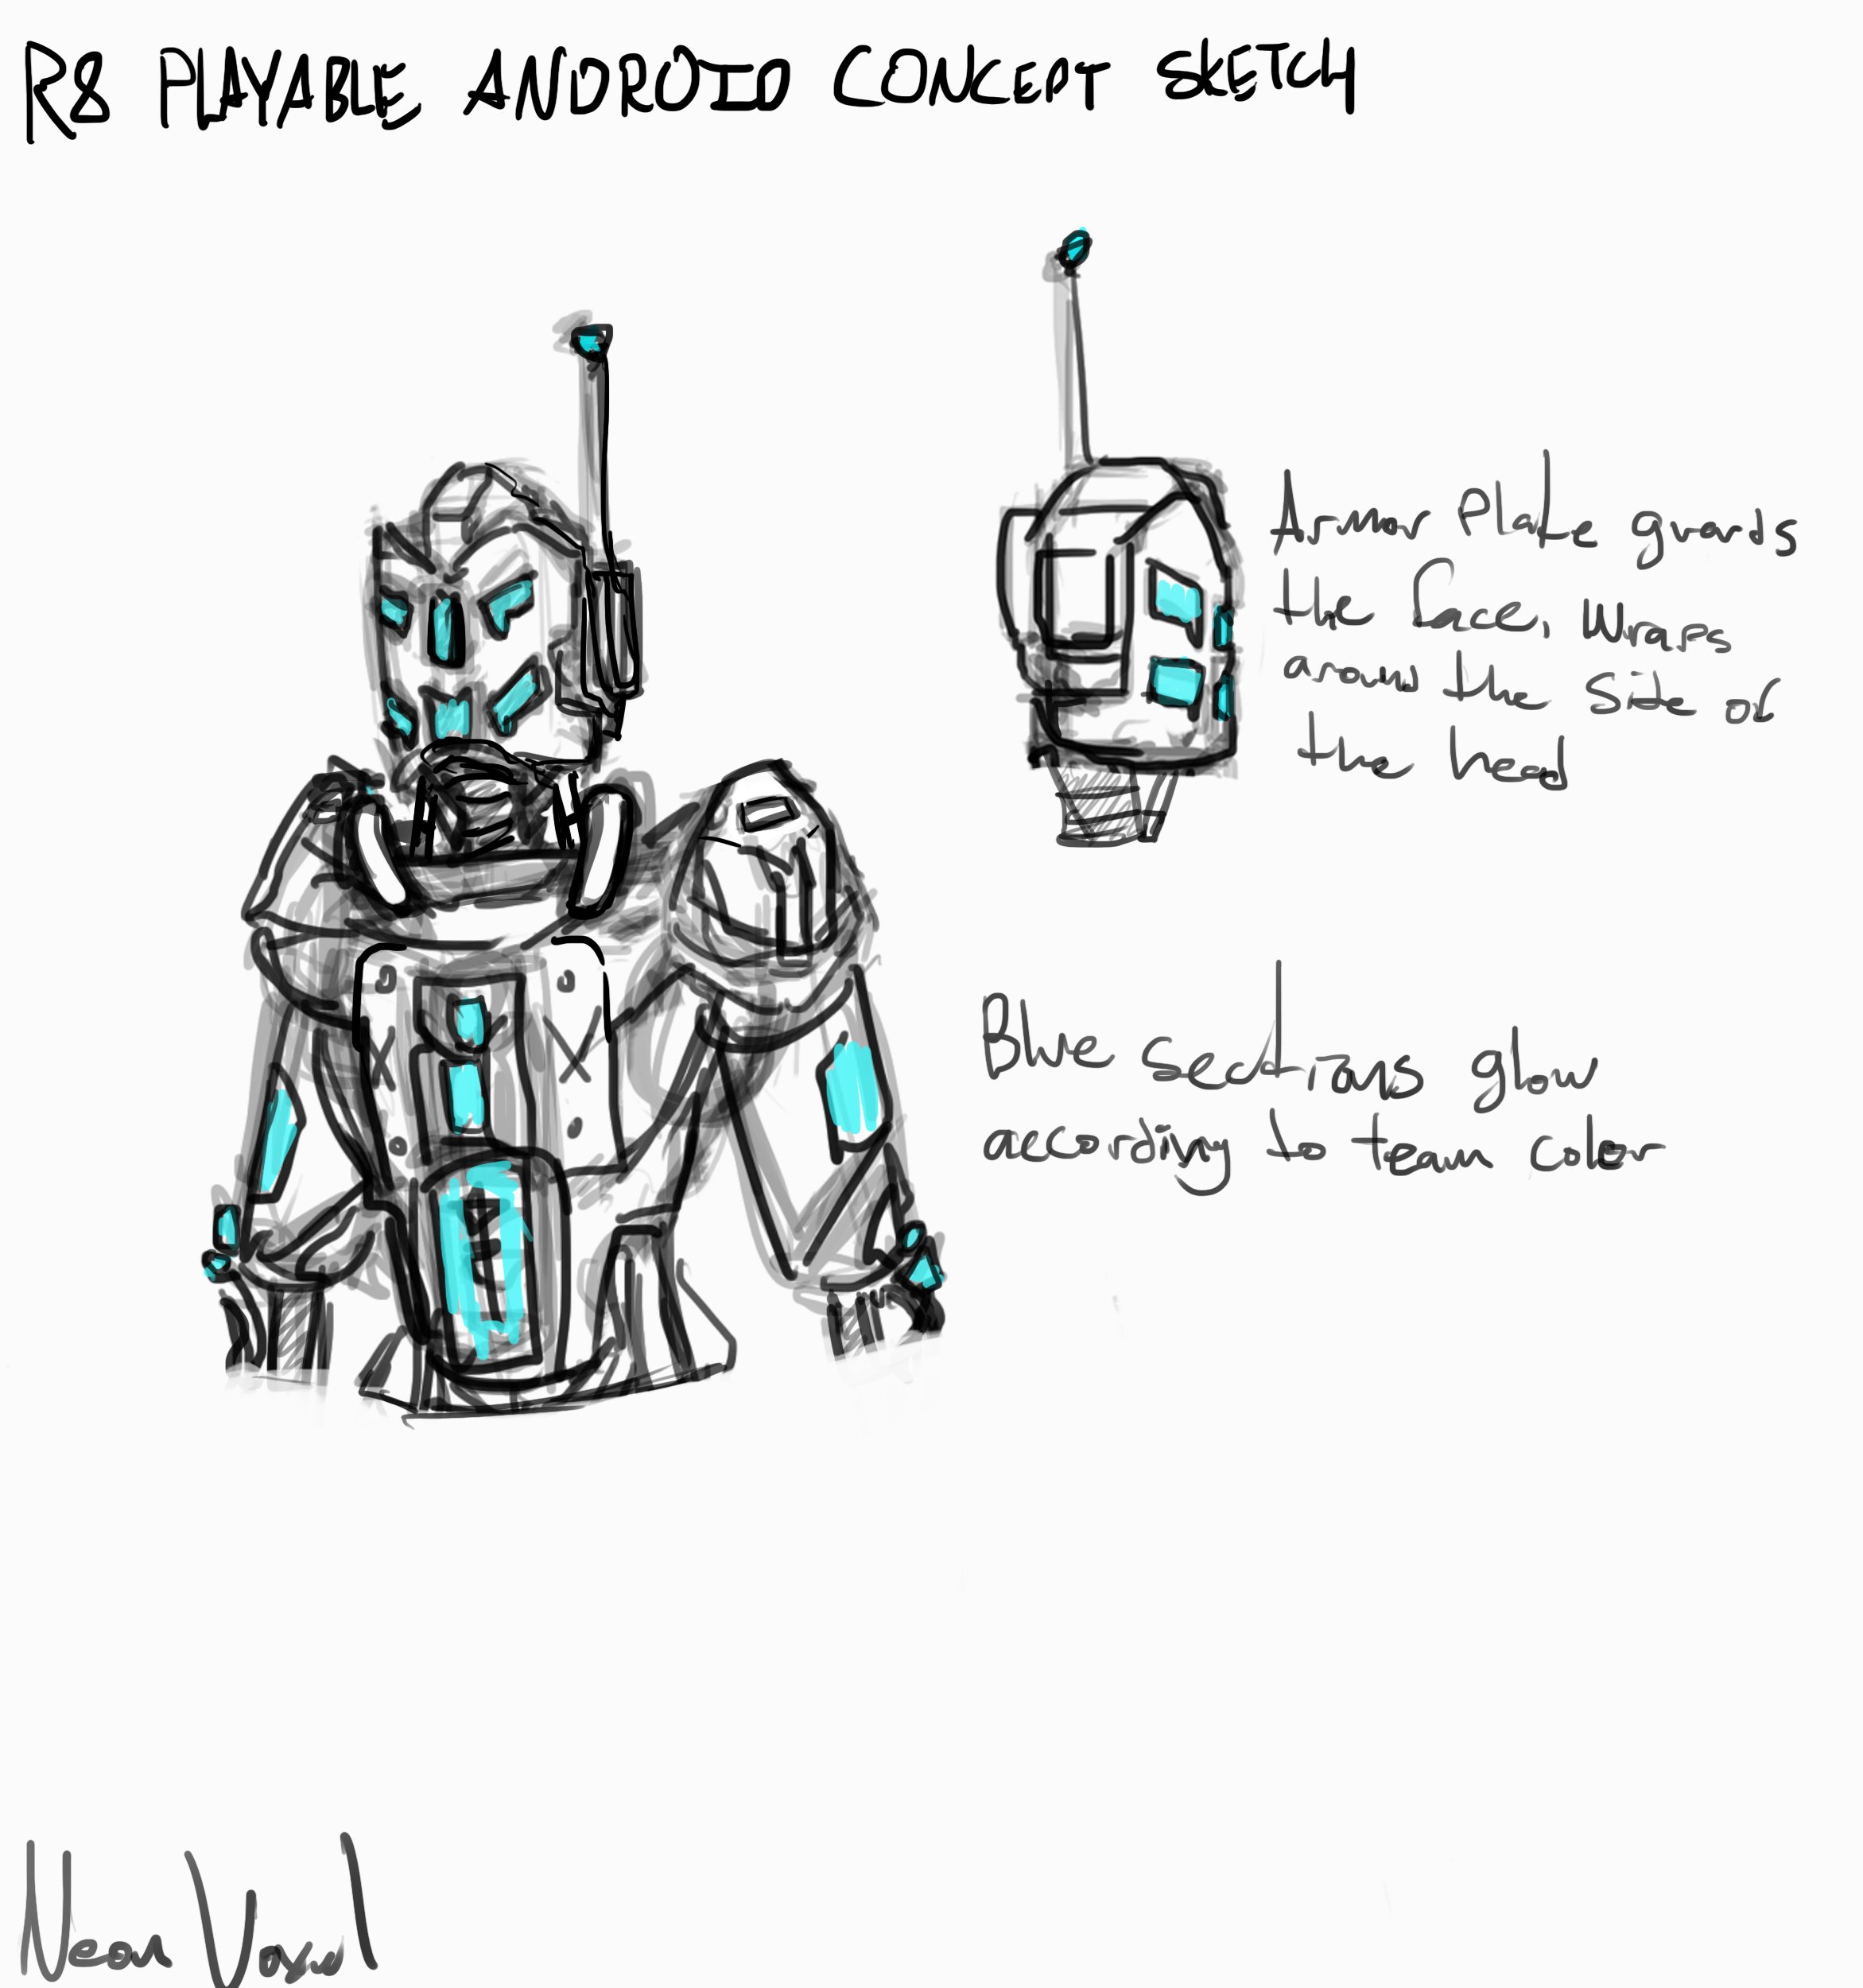 R8 PLAYABLE ANDROID CONCEPT SKETCH
Armor Plate guards
the face, Wraps
around the side of
the head
Blue sections glow
according to team color
Neon Voxel